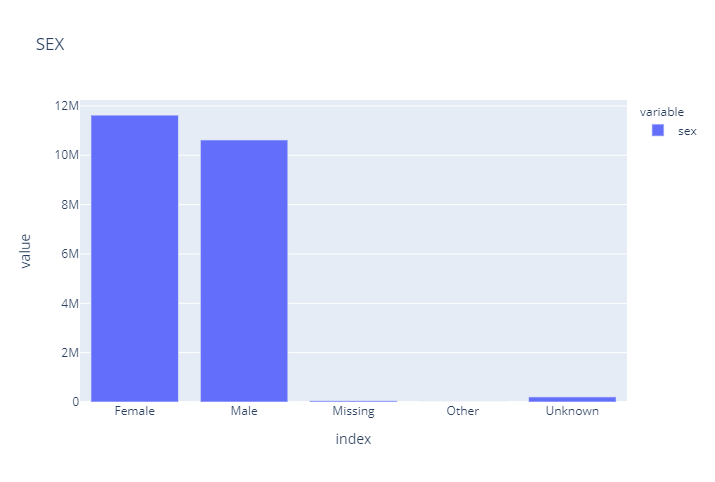 SEX
12M
10M
8M
6M
4M
2M
0
value
Female
Male
Missing
Other
Unknown
index
variable
sex